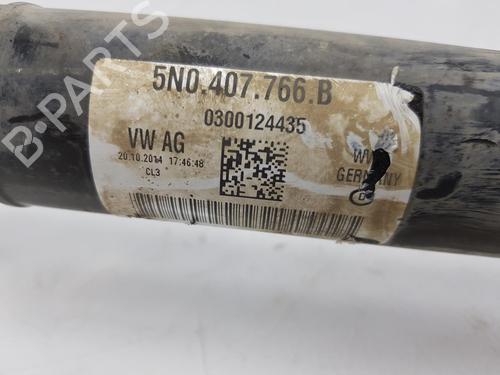 B-PARTS
5N0.407.766.B
0300124435
VW AG
20.10.2014 17:46:48
CL3
GERMANY